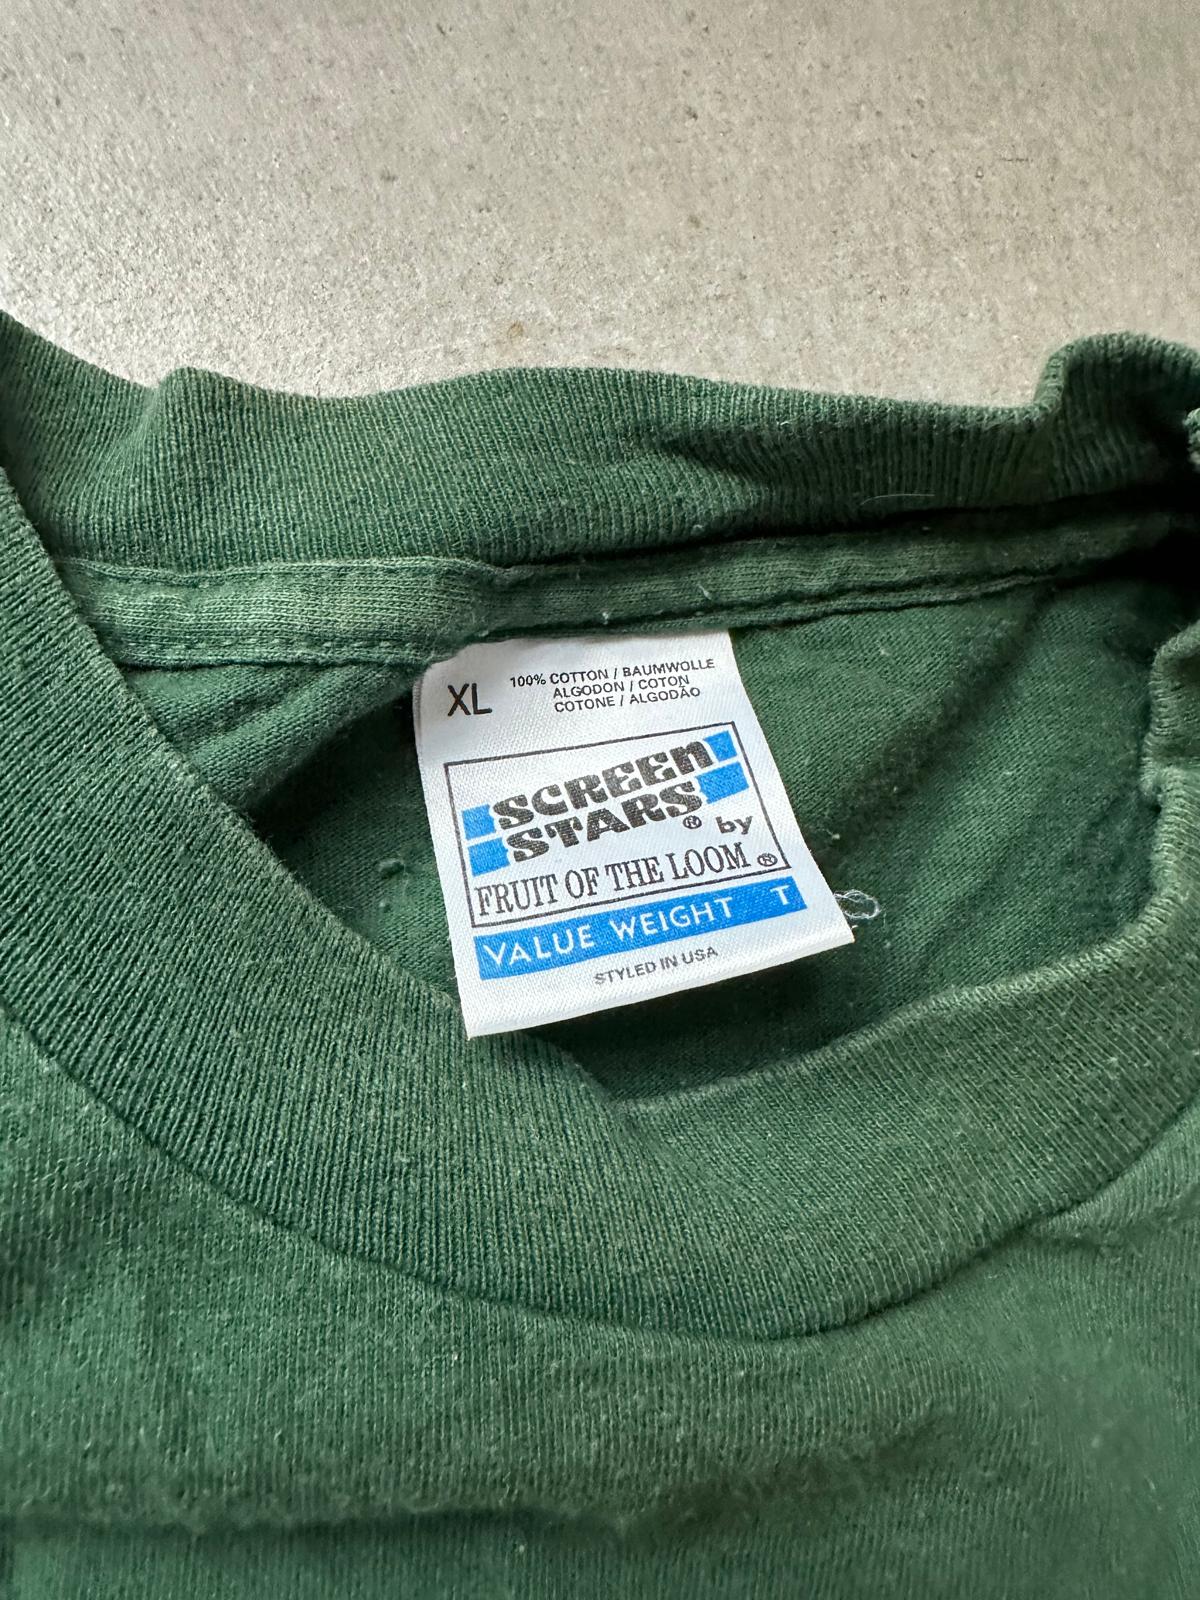 XL
100% COTTON / BAUMWOLLE
ALGODON / COTON
COTONE / ALGODÃO
SCREEN
STARS® by
FRUIT OF THE LOOM®
VALUE WEIGHT T
STYLED IN USA